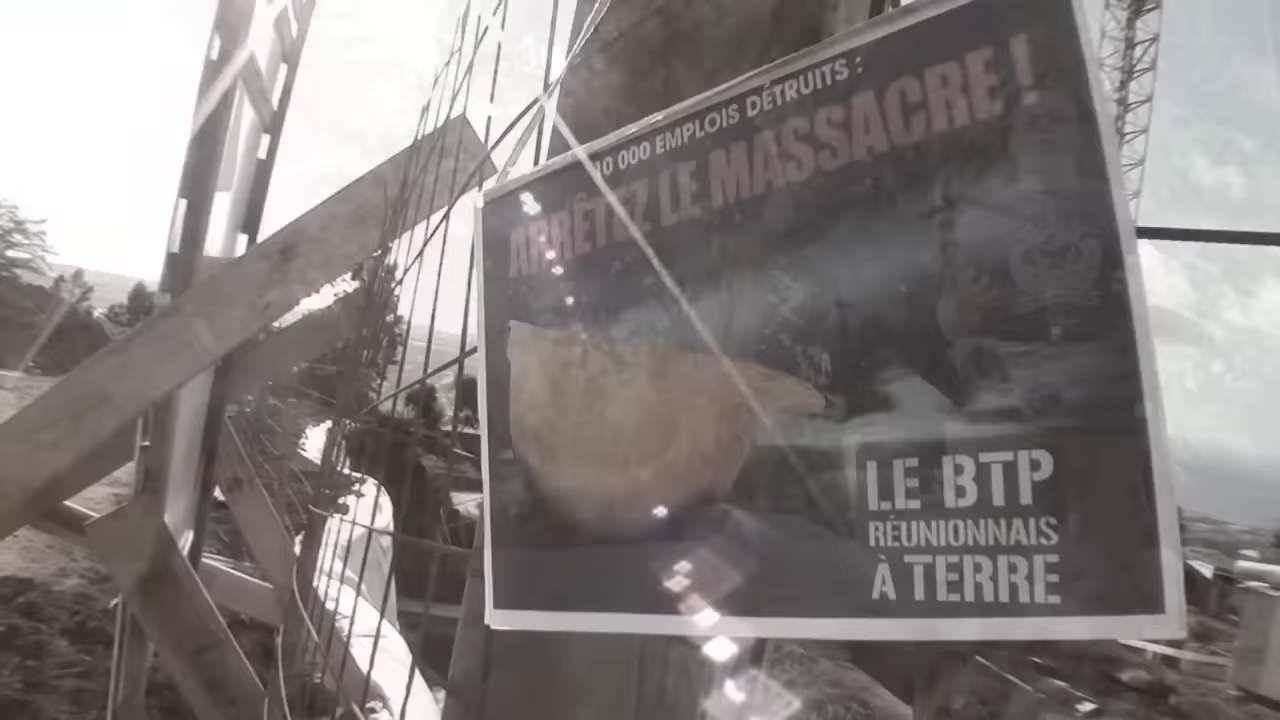 10 000 EMPLOIS DÉTRUITS :
ARRÊTEZ LE MASSACRE !
LE BTP
RÉUNIONNAIS
À TERRE